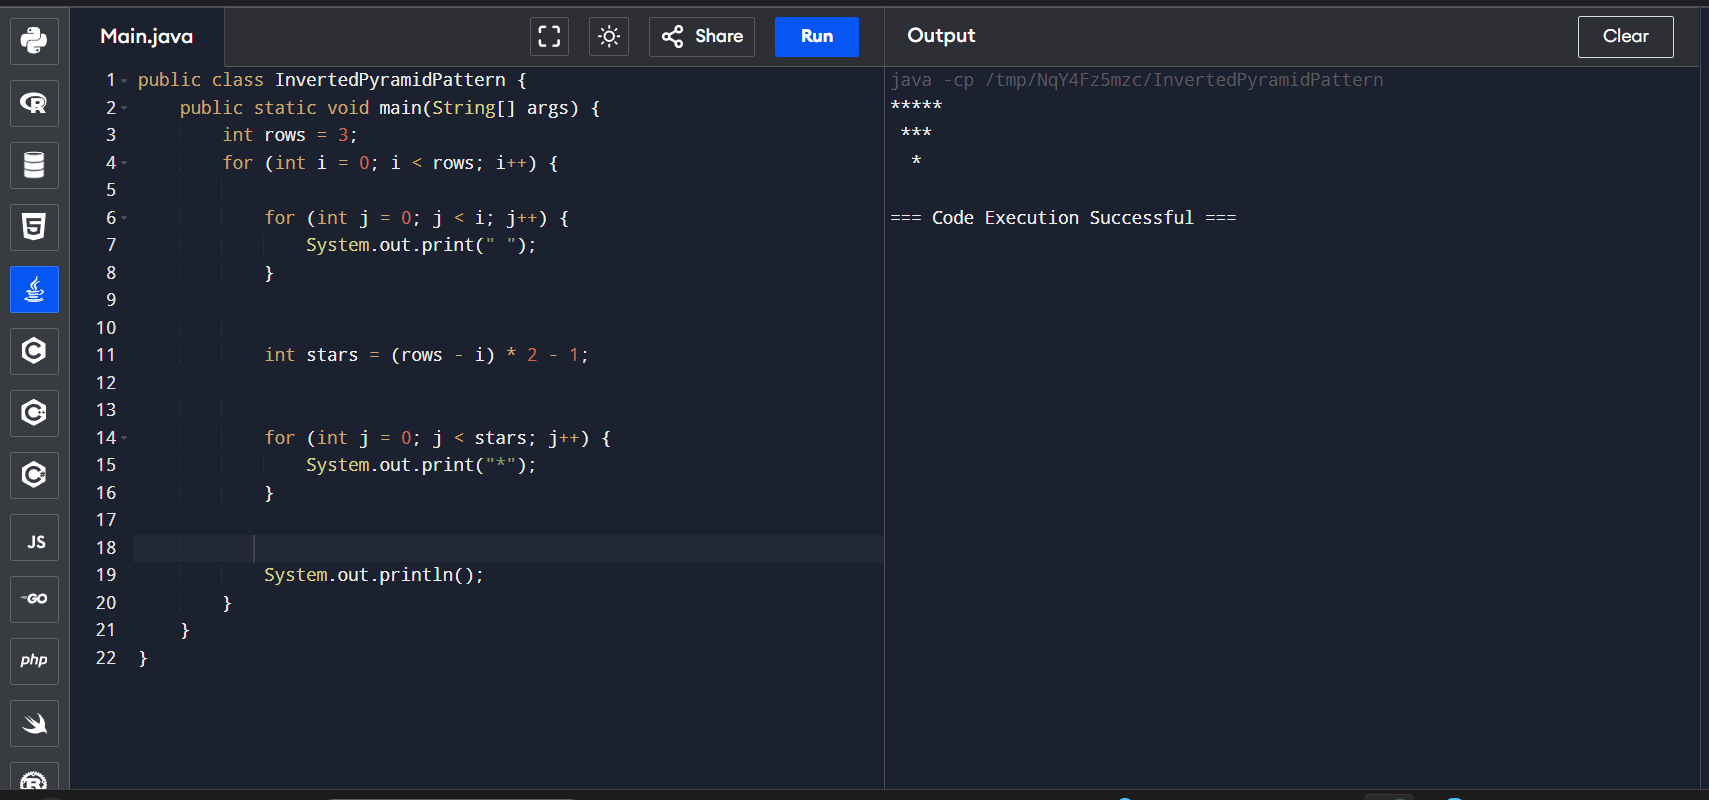 Main.java
Share
Run
Output
Clear
1 public class InvertedPyramidPattern {
2     public static void main(String[] args) {
3         int rows = 3;
4         for (int i = 0; i < rows; i++) {
5
6             for (int j = 0; j < i; j++) {
7                 System.out.print(" ");
8             }
9
10
11             int stars = (rows - i) * 2 - 1;
12
13
14             for (int j = 0; j < stars; j++) {
15                 System.out.print("*");
16             }
17
18
19             System.out.println();
20         }
21     }
22 }
java -cp /tmp/NqY4Fz5mzc/InvertedPyramidPattern
*****
 ***
  *
=== Code Execution Successful ===
R
5
C
C++
C#
JS
GO
php
R